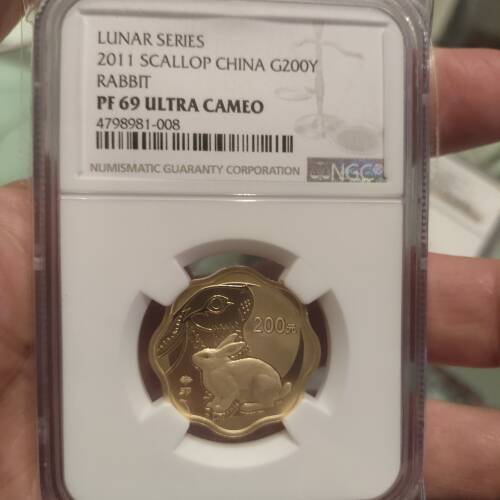 LUNAR SERIES
2011 SCALLOP CHINA G200Y
RABBIT
PF 69 ULTRA CAMEO
4798981-008
NUMISMATIC GUARANTY CORPORATION
NGC
200元